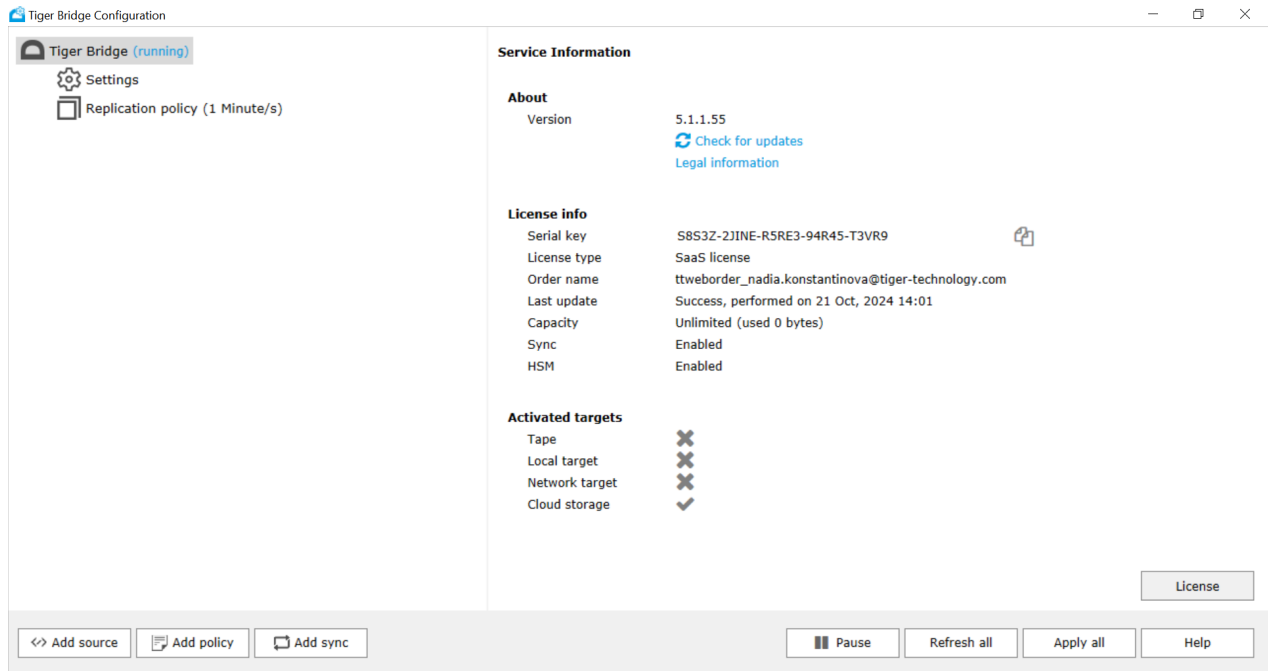 Tiger Bridge Configuration
Tiger Bridge (running)
Settings
Replication policy (1 Minute/s)
Service Information
About
Version 5.1.1.55
Check for updates
Legal information
License info
Serial key S8S3Z-2JINE-R5RE3-94R45-T3VR9
License type SaaS license
Order name ttweborder_nadia.konstantinova@tiger-technology.com
Last update Success, performed on 21 Oct, 2024 14:01
Capacity Unlimited (used 0 bytes)
Sync Enabled
HSM Enabled
Activated targets
Tape
Local target
Network target
Cloud storage
License
Add source Add policy Add sync Pause Refresh all Apply all Help